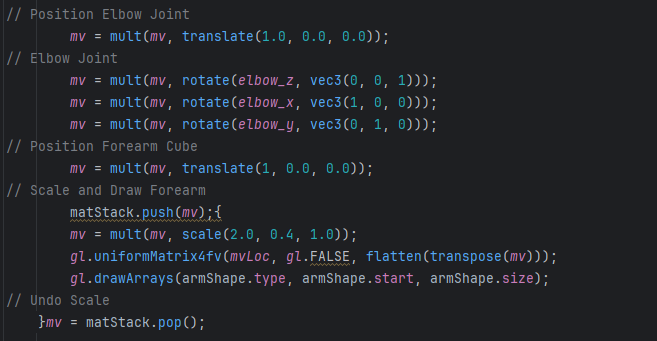 // Position Elbow Joint
mv = mult(mv, translate(1.0, 0.0, 0.0));
// Elbow Joint
mv = mult(mv, rotate(elbow_z, vec3(0, 0, 1)));
mv = mult(mv, rotate(elbow_x, vec3(1, 0, 0)));
mv = mult(mv, rotate(elbow_y, vec3(0, 1, 0)));
// Position Forearm Cube
mv = mult(mv, translate(1, 0.0, 0.0));
// Scale and Draw Forearm
matStack.push(mv);{
mv = mult(mv, scale(2.0, 0.4, 1.0));
gl.uniformMatrix4fv(mvLoc, gl.FALSE, flatten(transpose(mv)));
gl.drawArrays(armShape.type, armShape.start, armShape.size);
// Undo Scale
}mv = matStack.pop();